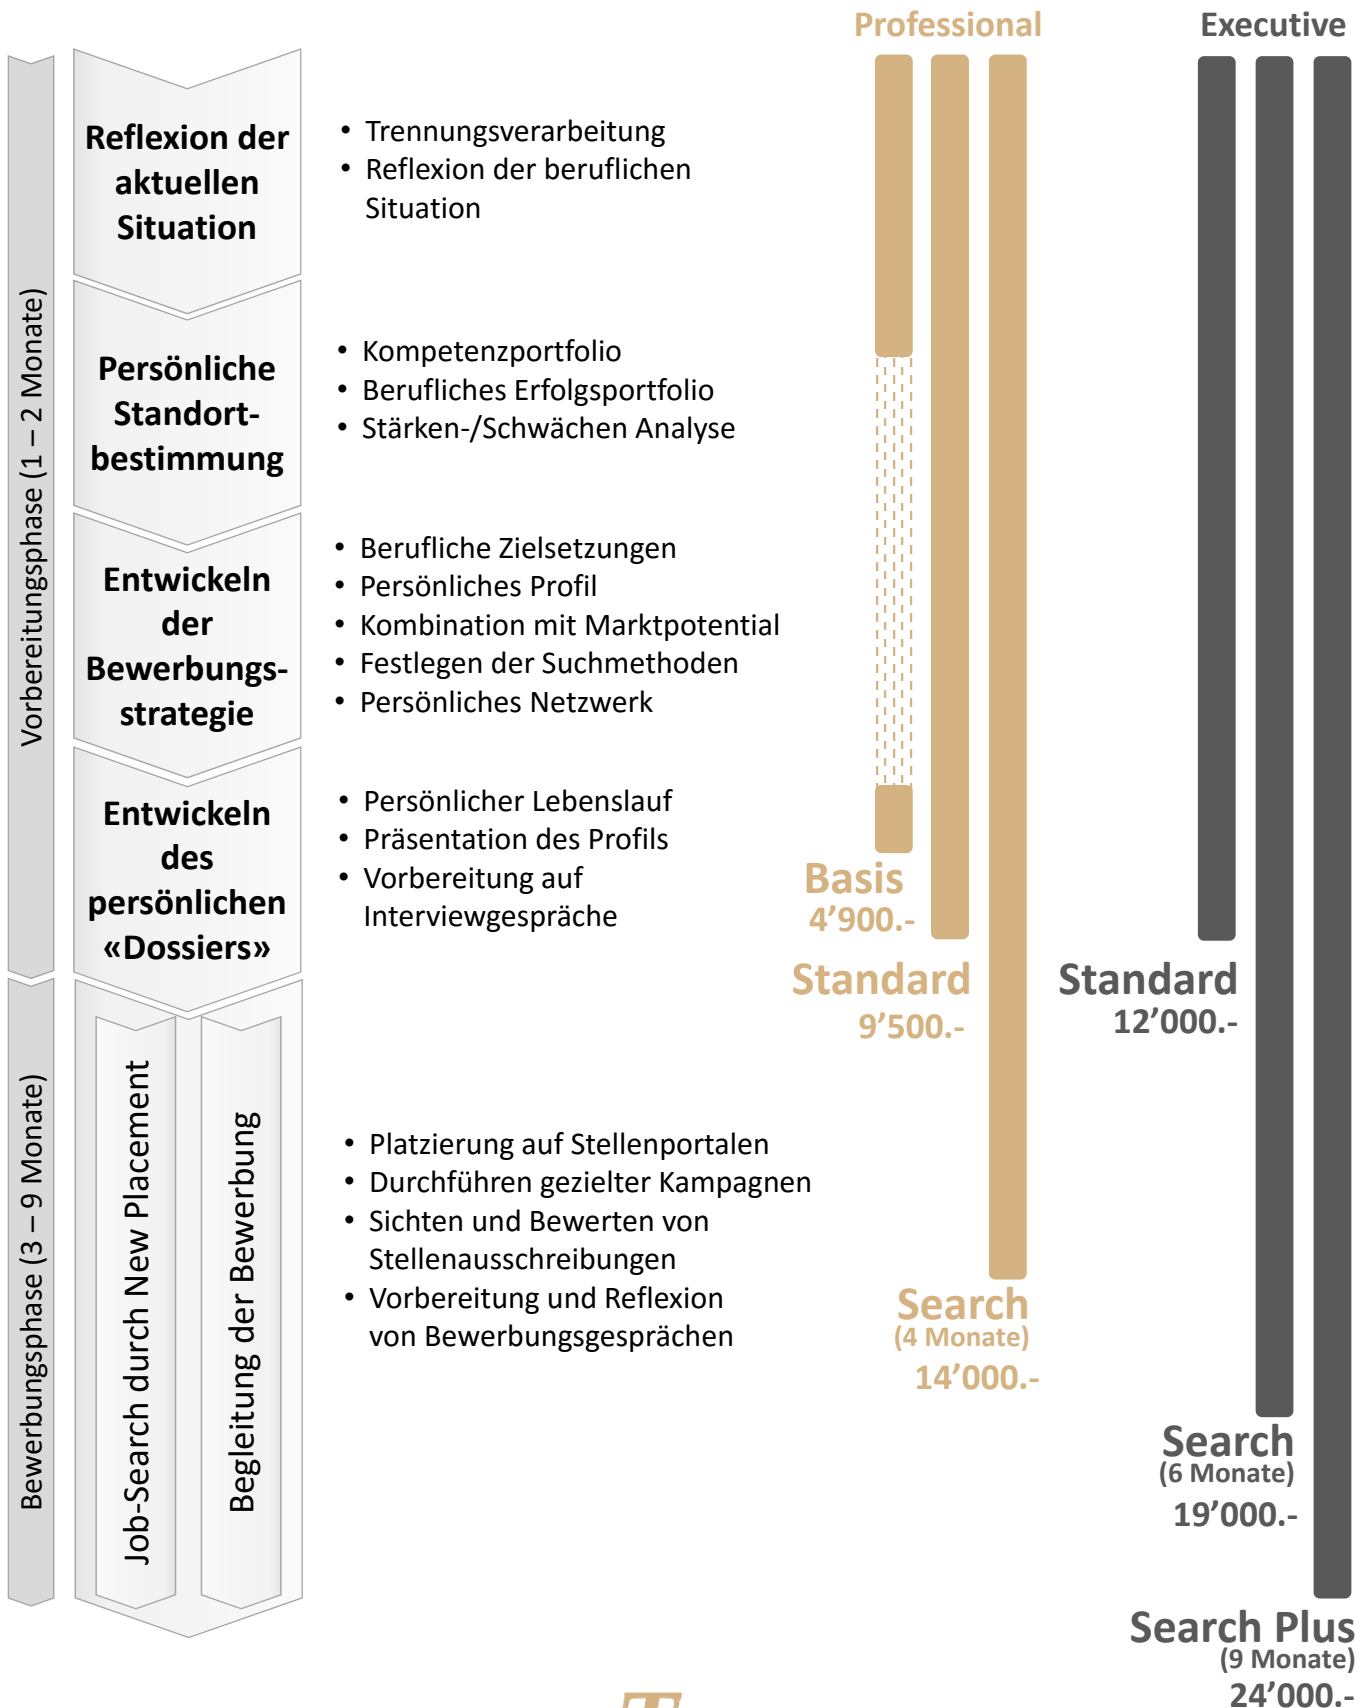 Professional
Executive
Vorbereitungsphase (1 – 2 Monate)
Reflexion der
aktuellen
Situation
• Trennungsverarbeitung
• Reflexion der beruflichen
Situation
Persönliche
Standort-
bestimmung
• Kompetenzportfolio
• Berufliches Erfolgsportfolio
• Stärken-/Schwächen Analyse
Entwickeln
der
Bewerbungs-
strategie
• Berufliche Zielsetzungen
• Persönliches Profil
• Kombination mit Marktpotential
• Festlegen der Suchmethoden
• Persönliches Netzwerk
Entwickeln
des
persönlichen
«Dossiers»
• Persönlicher Lebenslauf
• Präsentation des Profils
• Vorbereitung auf
Interviewgespräche
Basis
4’900.-
Standard
9’500.-
Standard
12’000.-
Bewerbungsphase (3 – 9 Monate)
Job-Search durch New Placement
Begleitung der Bewerbung
• Platzierung auf Stellenportalen
• Durchführen gezielter Kampagnen
• Sichten und Bewerten von
Stellenausschreibungen
• Vorbereitung und Reflexion
von Bewerbungsgesprächen
Search
(4 Monate)
14’000.-
Search
(6 Monate)
19’000.-
Search Plus
(9 Monate)
24’000.-